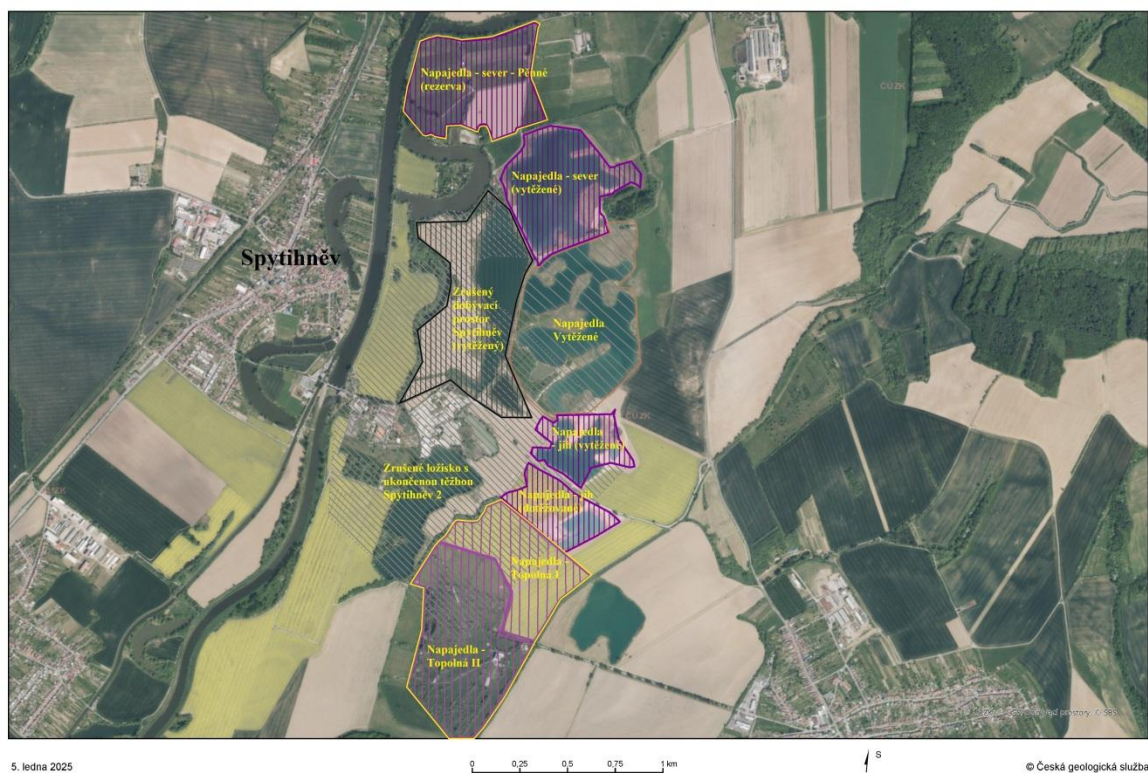 Napajedla - sever - Pěnné
(rezerva)
ČÚZK
Napajedla - sever
(vytěžené)
Spytihněv
Zrušený
dobývací
prostor
Spytihněv
(vytěžený)
Napajedla
Vytěžené
ČÚZK
Napajedla
- jih (vytěžené)
Zrušené ložisko s
ukončenou těžbou
Spytihněv 2
Napajedla - jih
(dotěžované)
Napajedla -
Topolná I
Napajedla -
Topolná II
5. ledna 2025
0 0,25 0,5 1 km
S
© Česká geologická služba